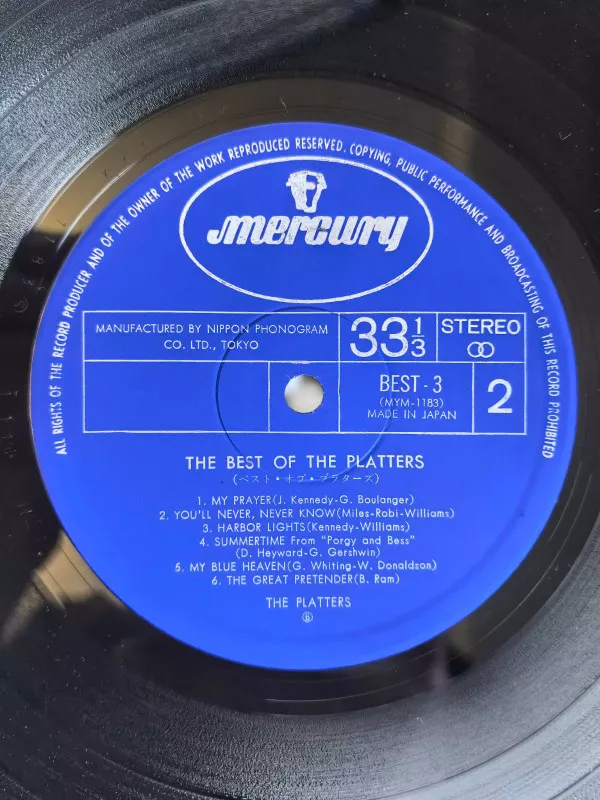 ALL RIGHTS OF THE RECORD PRODUCER AND OF THE OWNER OF THE WORK REPRODUCED RESERVED. COPYING, PUBLIC PERFORMANCE AND BROADCASTING OF THIS RECORD PROHIBITED
mercury
MANUFACTURED BY NIPPON PHONOGRAM
CO. LTD., TOKYO
33 1/3
STEREO
BEST-3
(MYM-1183)
MADE IN JAPAN
2
THE BEST OF THE PLATTERS
(ベスト・オブ・プラターズ)
1. MY PRAYER(J. Kennedy-G. Boulanger)
2. YOU'LL NEVER, NEVER KNOW(Miles-Robi-Williams)
3. HARBOR LIGHTS(Kennedy-Williams)
4. SUMMERTIME From "Porgy and Bess"
(D. Heyward-G. Gershwin)
5. MY BLUE HEAVEN(G. Whiting-W. Donaldson)
6. THE GREAT PRETENDER(B. Ram)
THE PLATTERS